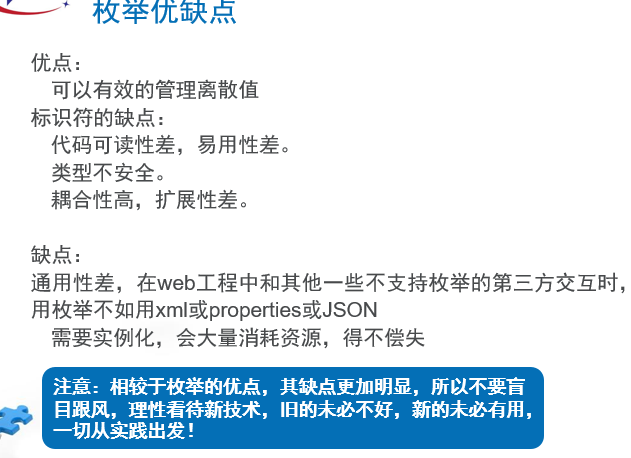 枚举优缺点
优点：
可以有效的管理离散值
标识符的缺点：
代码可读性差，易用性差。
类型不安全。
耦合性高，扩展性差。
缺点：
通用性差，在web工程中和其他一些不支持枚举的第三方交互时，
用枚举不如用xml或properties或JSON
需要实例化，会大量消耗资源，得不偿失
注意：相较于枚举的优点，其缺点更加明显，所以不要盲
目跟风，理性看待新技术，旧的未必不好，新的未必有用，
一切从实践出发！